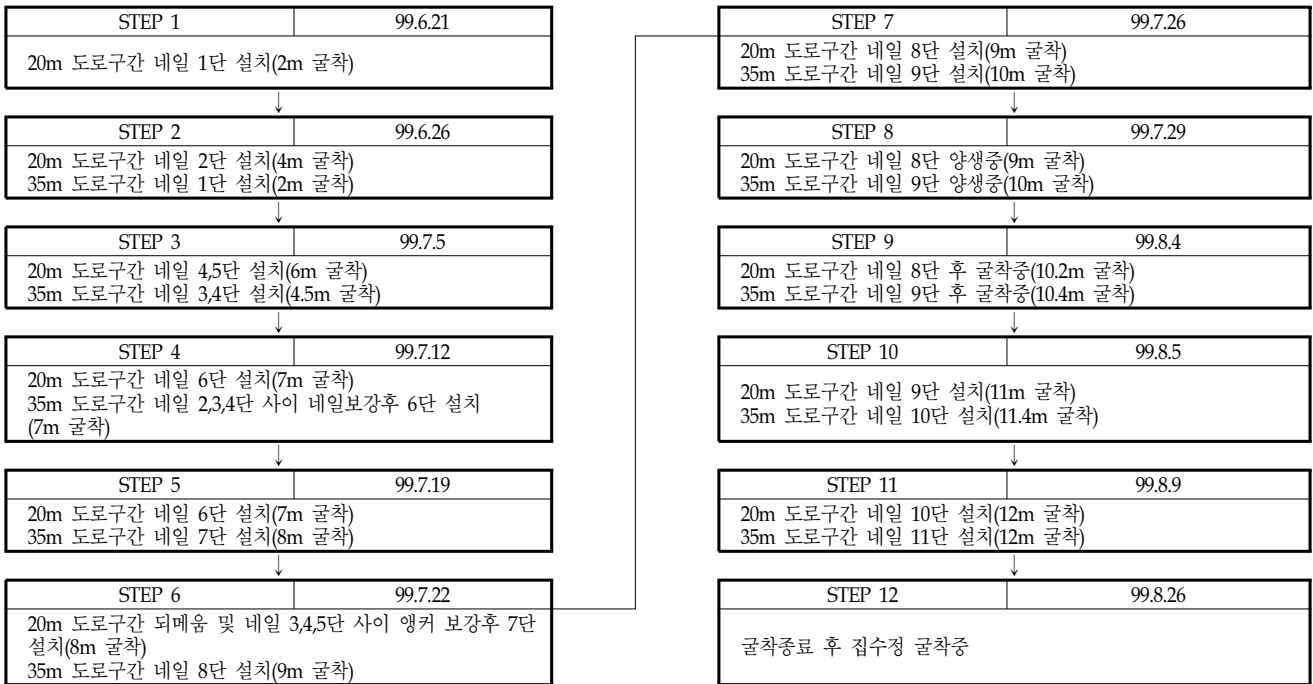 STEP 1 99.6.21
20m 도로구간 네일 1단 설치(2m 굴착)
↓
STEP 2 99.6.26
20m 도로구간 네일 2단 설치(4m 굴착)
35m 도로구간 네일 1단 설치(2m 굴착)
↓
STEP 3 99.7.5
20m 도로구간 네일 4,5단 설치(6m 굴착)
35m 도로구간 네일 3,4단 설치(4.5m 굴착)
↓
STEP 4 99.7.12
20m 도로구간 네일 6단 설치(7m 굴착)
35m 도로구간 네일 2,3,4단 사이 네일보강후 6단 설치
(7m 굴착)
↓
STEP 5 99.7.19
20m 도로구간 네일 6단 설치(7m 굴착)
35m 도로구간 네일 7단 설치(8m 굴착)
↓
STEP 6 99.7.22
20m 도로구간 되메움 및 네일 3,4,5단 사이 앵커 보강후 7단
설치(8m 굴착)
35m 도로구간 네일 8단 설치(9m 굴착)
STEP 7 99.7.26
20m 도로구간 네일 8단 설치(9m 굴착)
35m 도로구간 네일 9단 설치(10m 굴착)
↓
STEP 8 99.7.29
20m 도로구간 네일 8단 양생중(9m 굴착)
35m 도로구간 네일 9단 양생중(10m 굴착)
↓
STEP 9 99.8.4
20m 도로구간 네일 8단 후 굴착중(10.2m 굴착)
35m 도로구간 네일 9단 후 굴착중(10.4m 굴착)
↓
STEP 10 99.8.5
20m 도로구간 네일 9단 설치(11m 굴착)
35m 도로구간 네일 10단 설치(11.4m 굴착)
↓
STEP 11 99.8.9
20m 도로구간 네일 10단 설치(12m 굴착)
35m 도로구간 네일 11단 설치(12m 굴착)
↓
STEP 12 99.8.26
굴착종료 후 집수정 굴착중